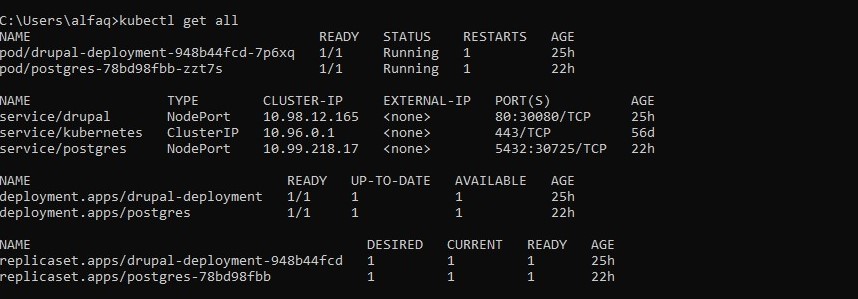 C:\Users\alfaq>kubectl get all
NAME READY STATUS RESTARTS AGE
pod/drupal-deployment-948b44fcd-7p6xq 1/1 Running 1 25h
pod/postgres-78bd98fbb-zzt7s 1/1 Running 1 22h
NAME TYPE CLUSTER-IP EXTERNAL-IP PORT(S) AGE
service/drupal NodePort 10.98.12.165 <none> 80:30080/TCP 25h
service/kubernetes ClusterIP 10.96.0.1 <none> 443/TCP 56d
service/postgres NodePort 10.99.218.17 <none> 5432:30725/TCP 22h
NAME READY UP-TO-DATE AVAILABLE AGE
deployment.apps/drupal-deployment 1/1 1 1 25h
deployment.apps/postgres 1/1 1 1 22h
NAME DESIRED CURRENT READY AGE
replicaset.apps/drupal-deployment-948b44fcd 1 1 1 25h
replicaset.apps/postgres-78bd98fbb 1 1 1 22h